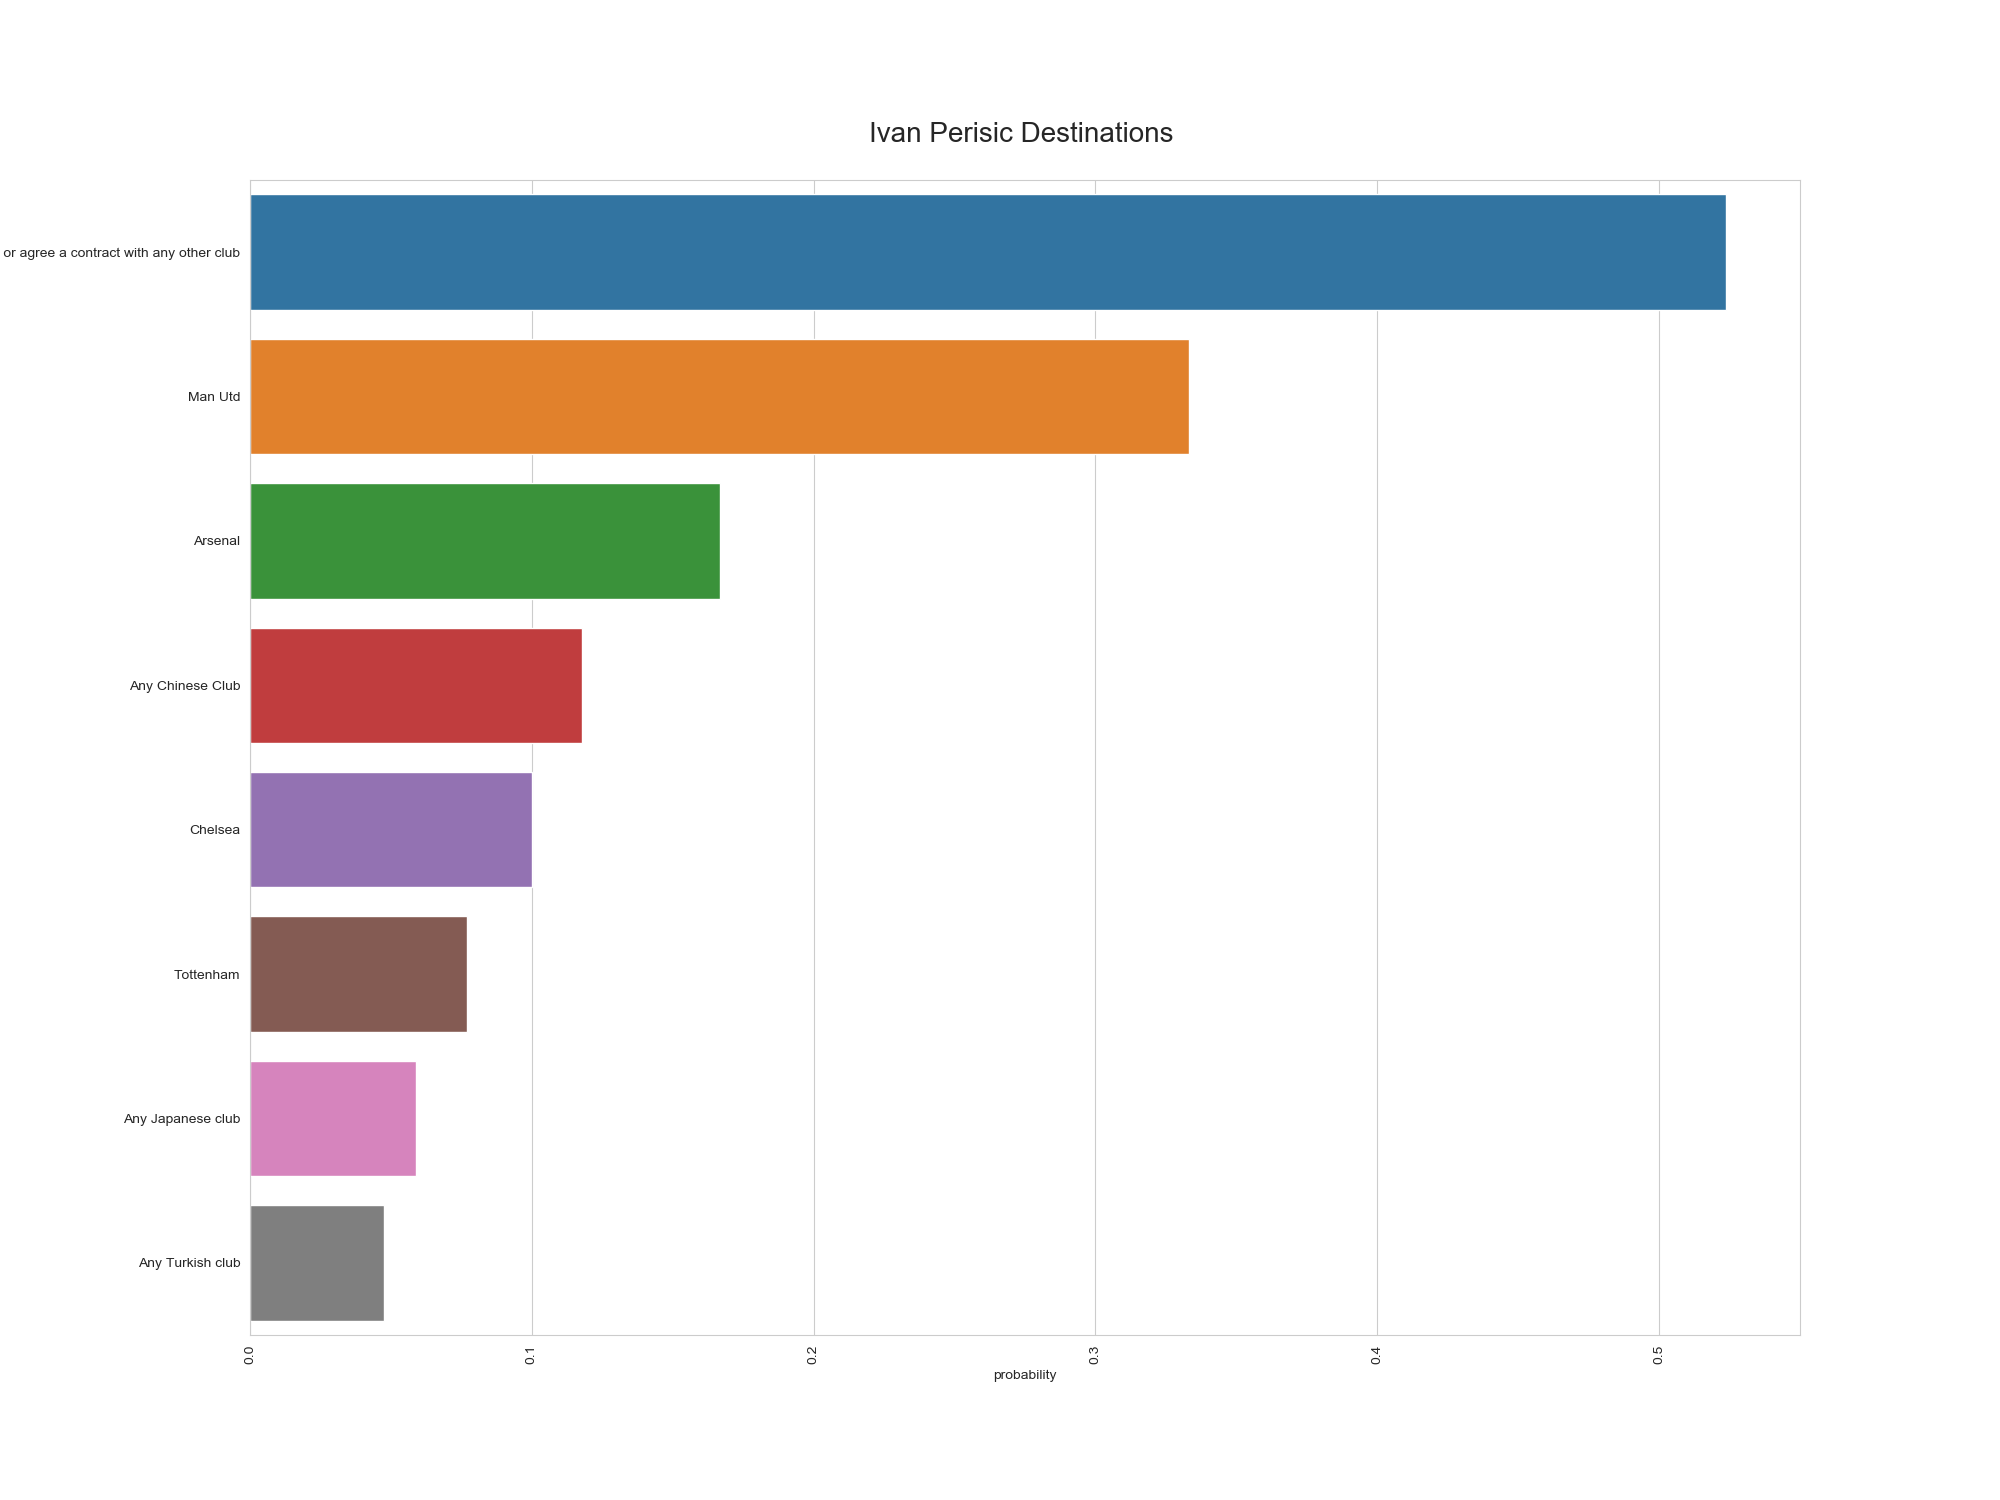 Ivan Perisic Destinations
or agree a contract with any other club
Man Utd
Arsenal
Any Chinese Club
Chelsea
Tottenham
Any Japanese club
Any Turkish club
0.0
0.1
0.2
0.3
0.4
0.5
probability